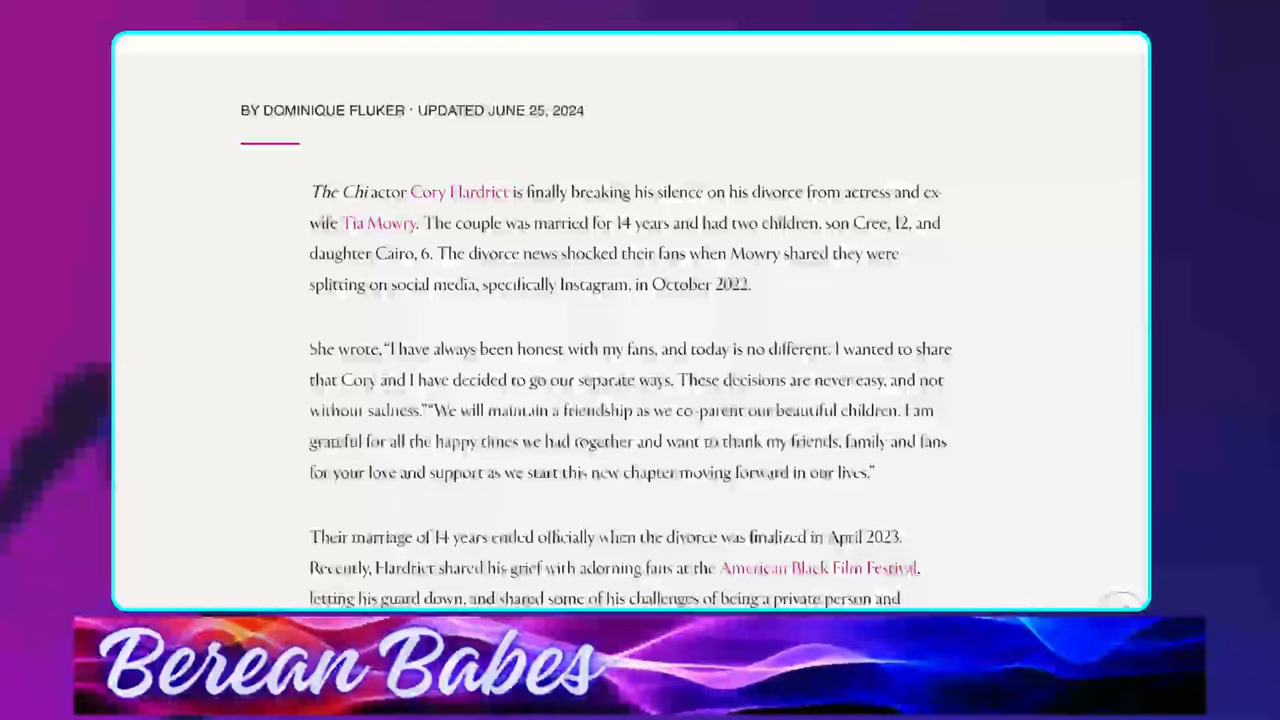 BY DOMINIQUE FLUKER · UPDATED JUNE 25, 2024
The Chi actor Cory Hardrict is finally breaking his silence on his divorce from actress and ex-
wife Tia Mowry. The couple was married for 14 years and had two children, son Cree, 12, and
daughter Cairo, 6. The divorce news shocked their fans when Mowry shared they were
splitting on social media, specifically Instagram, in October 2022.
She wrote, “I have always been honest with my fans, and today is no different. I wanted to share
that Cory and I have decided to go our separate ways. These decisions are never easy, and not
without sadness.”“We will maintain a friendship as we co-parent our beautiful children. I am
grateful for all the happy times we had together and want to thank my friends, family and fans
for your love and support as we start this new chapter moving forward in our lives.”
Their marriage of 14 years ended officially when the divorce was finalized in April 2023.
Recently, Hardrict shared his grief with adorning fans at the American Black Film Festival,
letting his guard down, and shared some of his challenges of being a private person and
Berean Babes